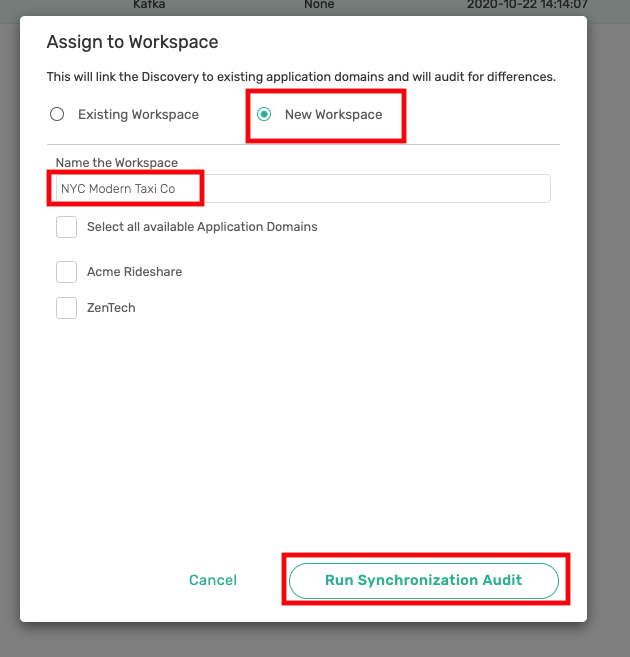 Kafka None 2020-10-22 14:14:07
Assign to Workspace
This will link the Discovery to existing application domains and will audit for differences.
Existing Workspace New Workspace
Name the Workspace
NYC Modern Taxi Co
Select all available Application Domains
Acme Rideshare
ZenTech
Cancel Run Synchronization Audit